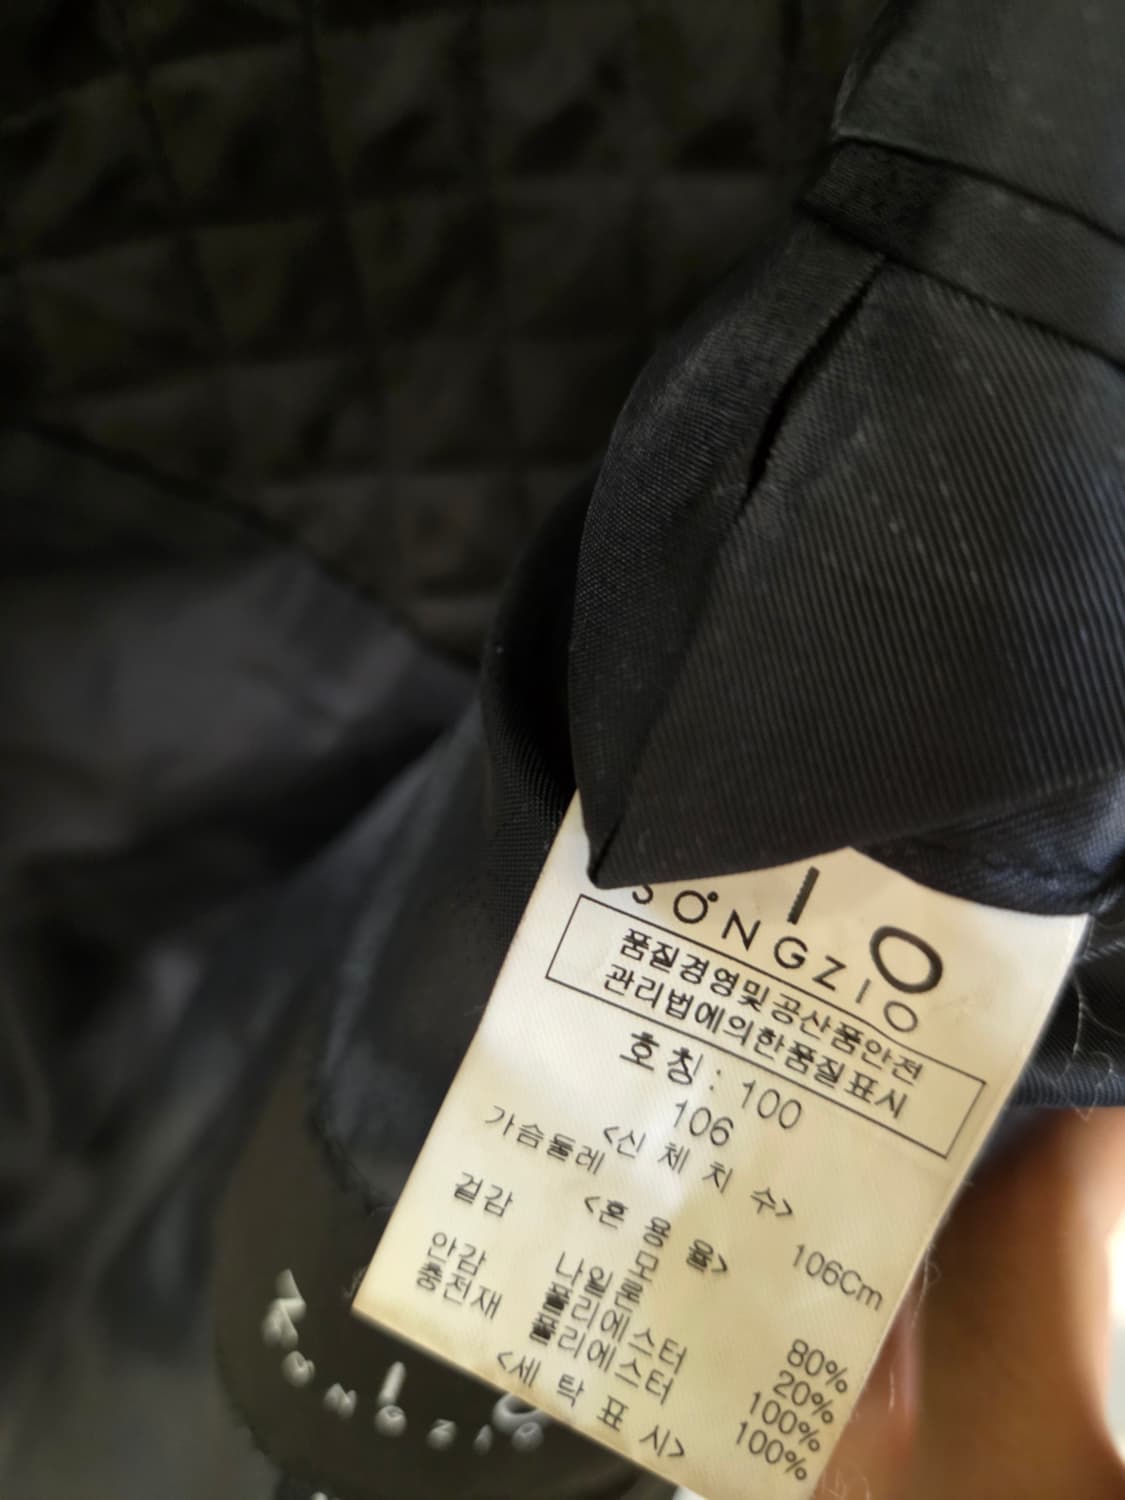 IO
SONGZIO
품질경영및공산품안전
관리법에의한품질표시
호칭: 100
106
<신 체 치 수>
가슴둘레 106Cm
<혼 용 율>
겉감 모 80%
나일론 20%
안감 폴리에스터 100%
충전재 폴리에스터 100%
<세 탁 표 시>